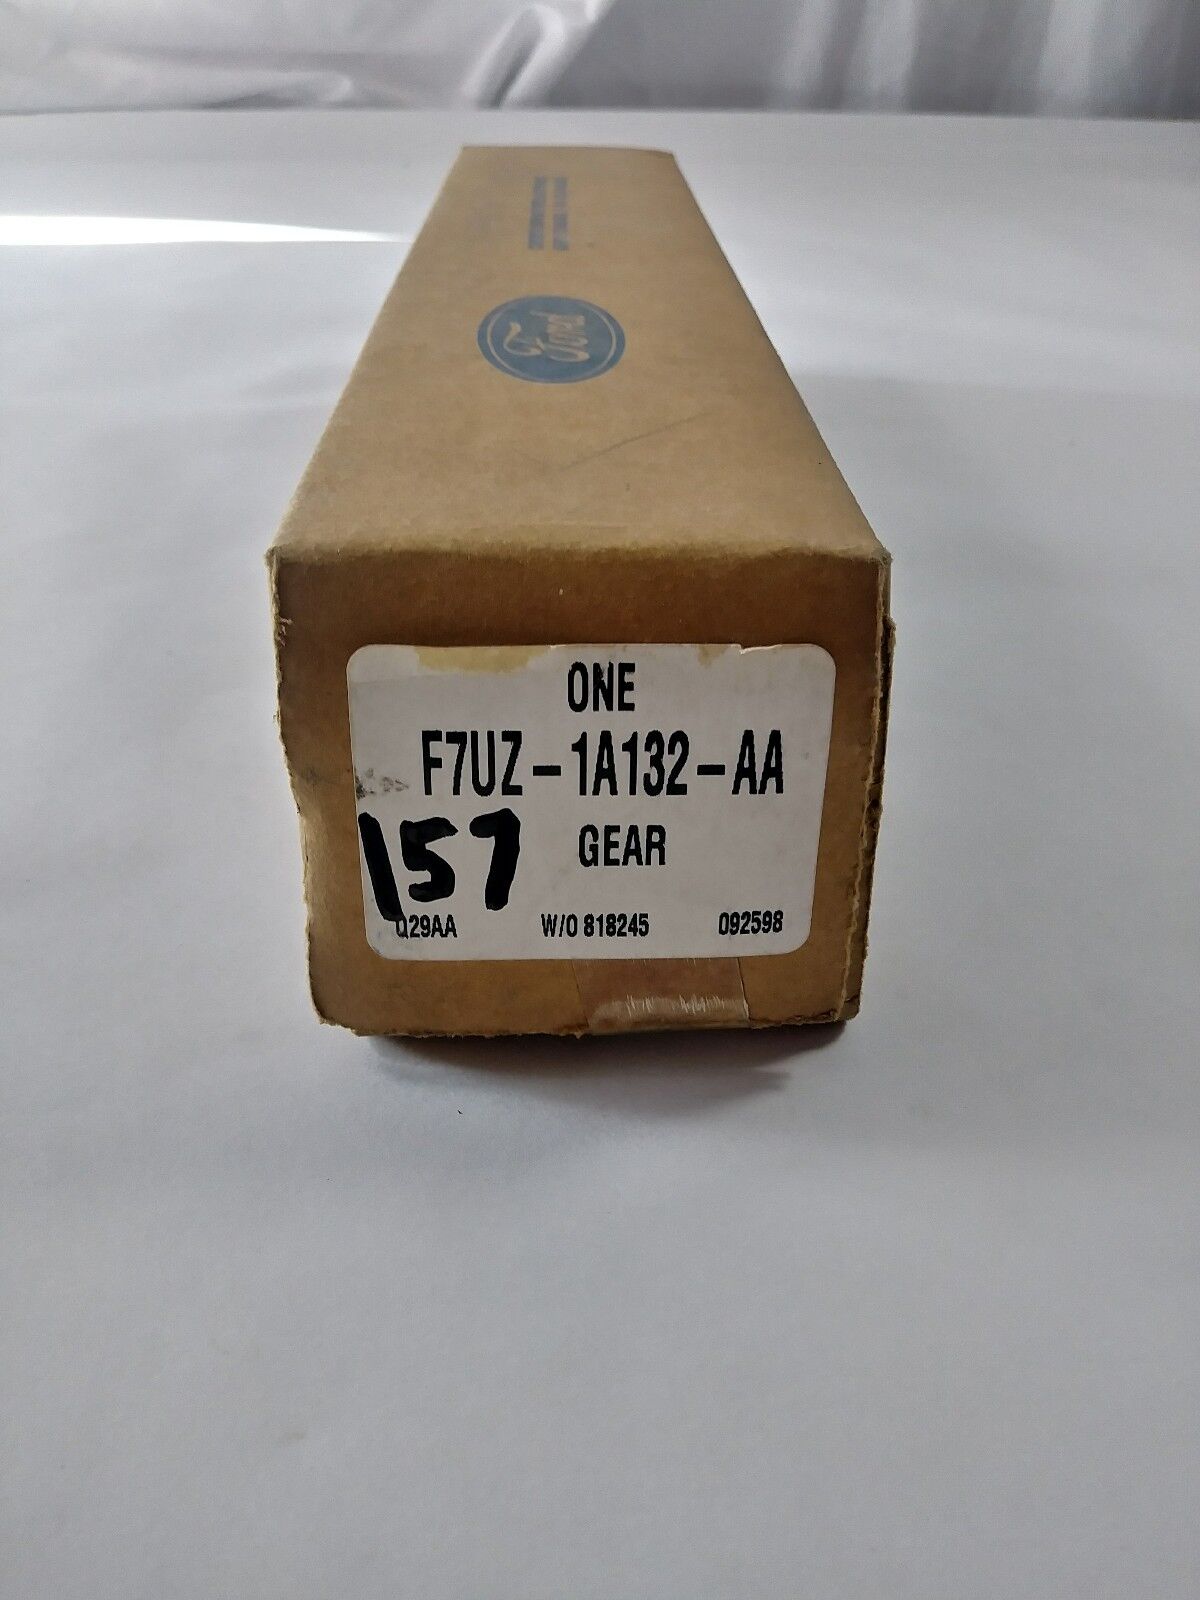 Ford
ONE
F7UZ-1A132-AA
157 GEAR
Q29AA W/O 818245 092598